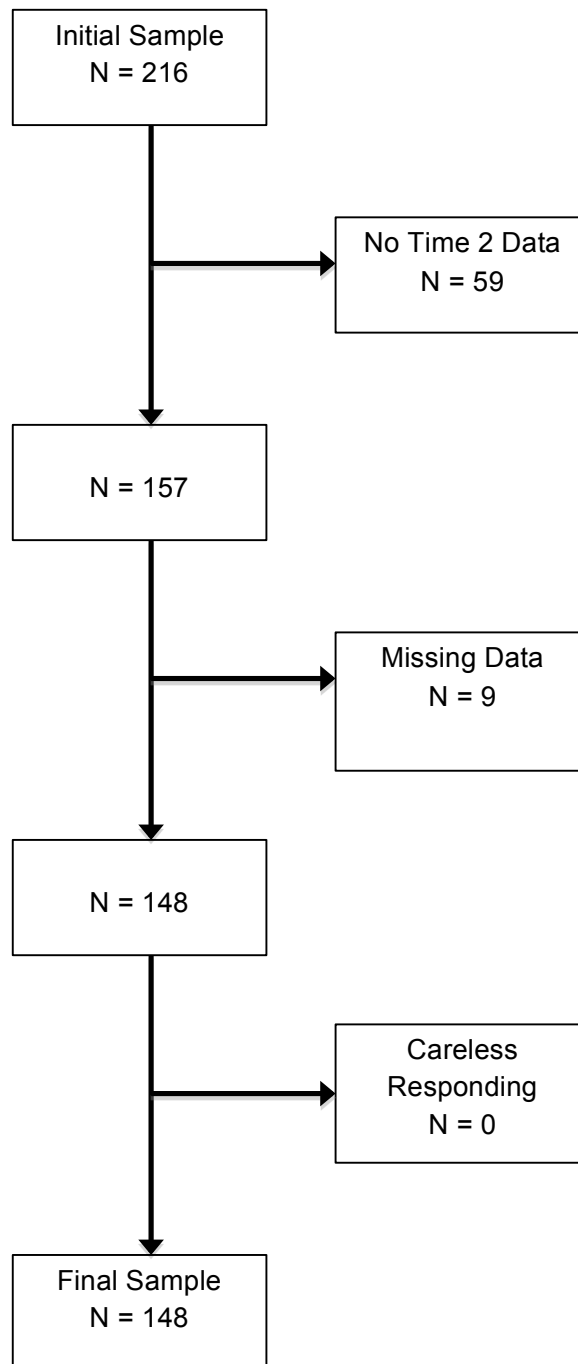 Initial Sample
N = 216
No Time 2 Data
N = 59
N = 157
Missing Data
N = 9
N = 148
Careless
Responding
N = 0
Final Sample
N = 148